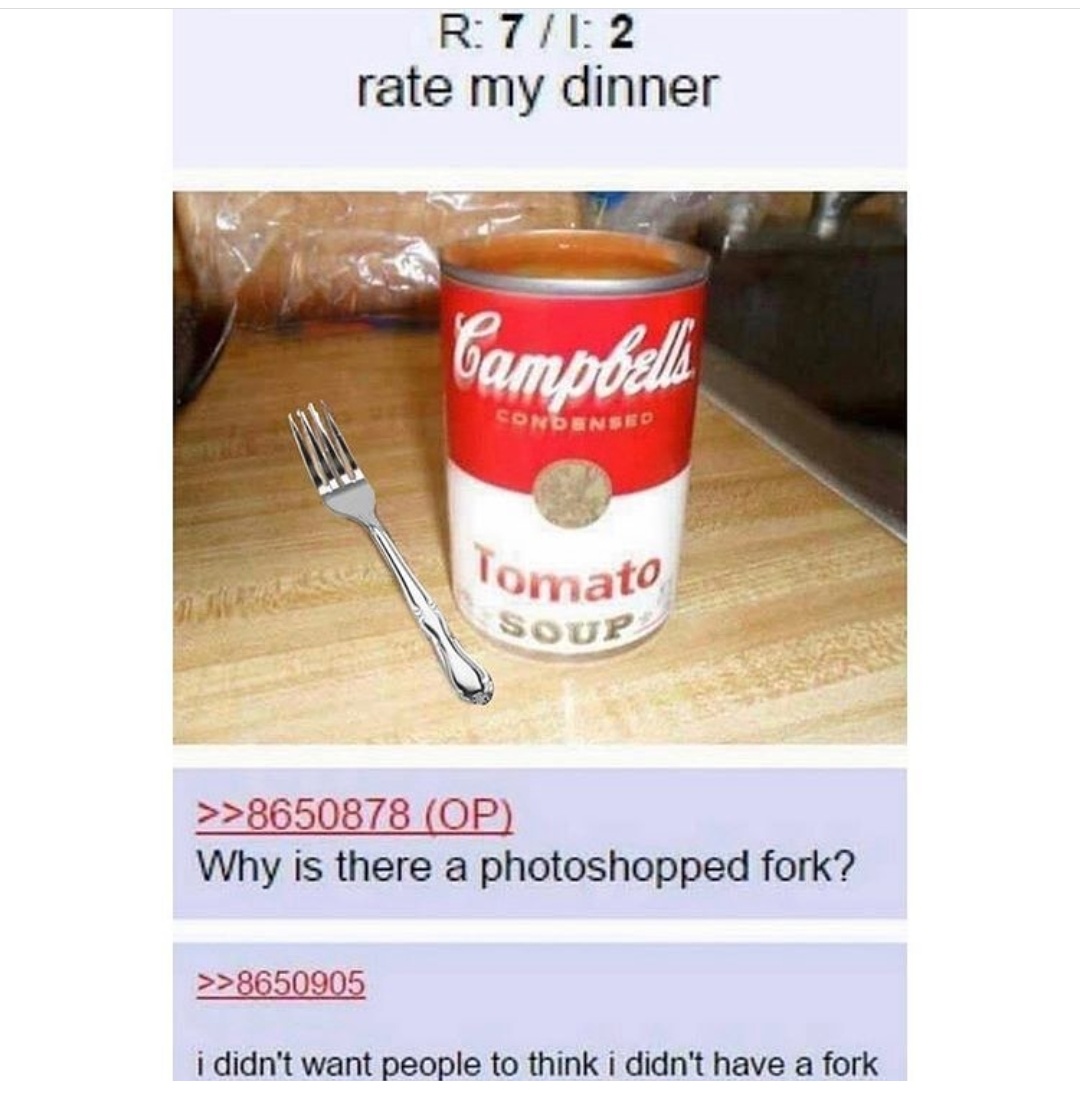 R: 7 / I: 2
rate my dinner
Campbell's
CONDENSED
Tomato
SOUP
>>8650878 (OP)
Why is there a photoshopped fork?
>>8650905
i didn't want people to think i didn't have a fork